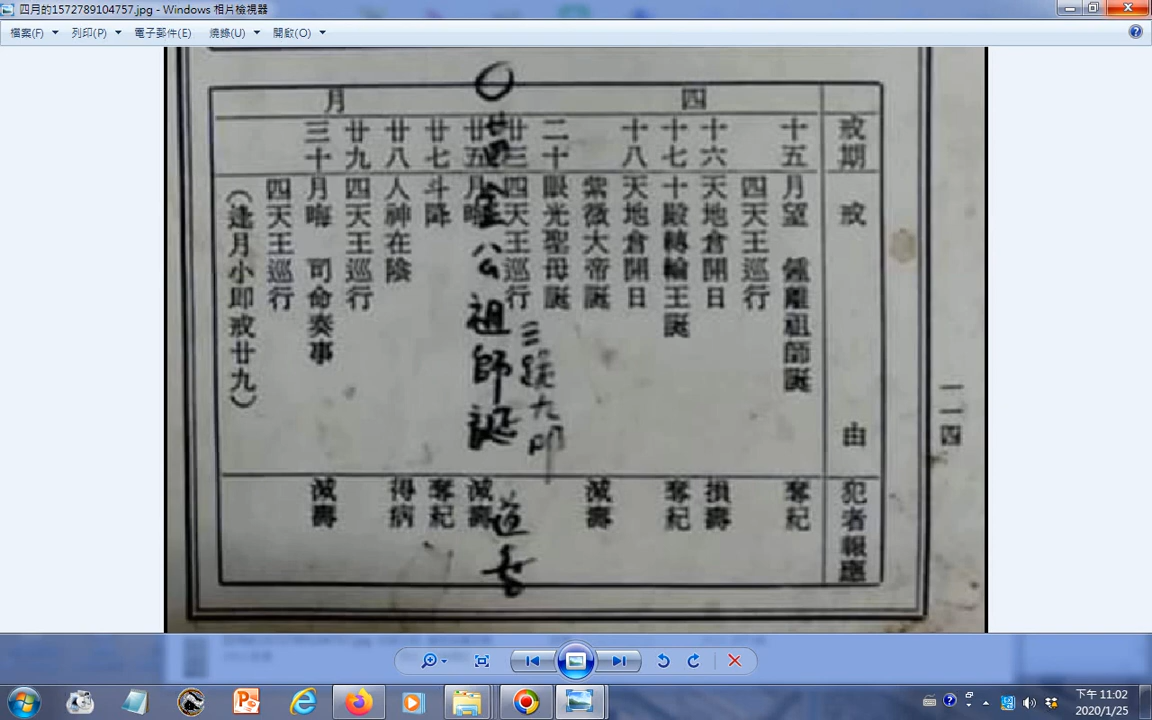 四月的1572789104757.jpg - Windows 相片檢視器
檔案(F) 列印(P) 電子郵件(E) 燒錄(U) 開啟(O)
四月
戒期 戒由 犯者報應
十五 月望 鍾離祖師誕 奪紀
四天王巡行
十六 天地倉開日 損壽
十七 十殿轉輪王誕 奪紀
十八 天地倉開日
紫微大帝誕 減壽
二十 眼光聖母誕
廿三 四天王巡行
廿四 金公祖師誕
廿五 月晦 減壽
廿七 斗降 奪紀
廿八 人神在陰 得病
廿九 四天王巡行
三十 月晦 司命奏事 減壽
四天王巡行
(逢月小即戒廿九)
一一四
下午 11:02
2020/1/25